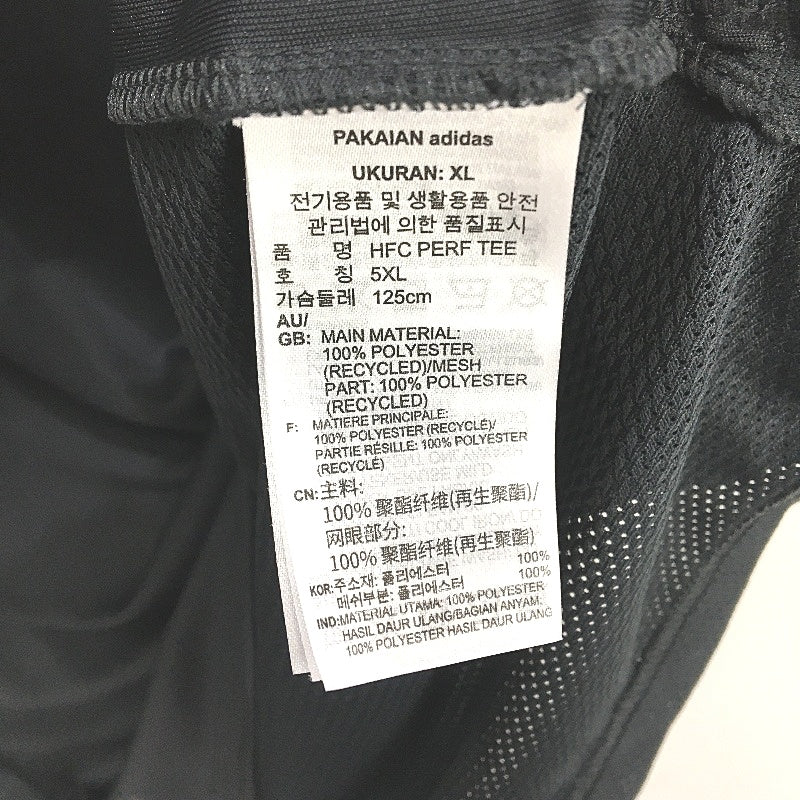 PAKAIAN adidas
UKURAN: XL
전기용품 및 생활용품 안전
관리법에 의한 품질표시
품 명 HFC PERF TEE
호 칭 5XL
가슴둘레 125cm
AU/
GB: MAIN MATERIAL:
100% POLYESTER
(RECYCLED)/MESH
PART: 100% POLYESTER
(RECYCLED)
F: MATIERE PRINCIPALE:
100% POLYESTER (RECYCLÉ)/
PARTIE RÉSILLE: 100% POLYESTER
(RECYCLÉ)
CN: 主料:
100% 聚酯纤维(再生聚酯)/
网眼部分:
100% 聚酯纤维(再生聚酯)
KOR: 주소재: 폴리에스터 100%
메쉬부분: 폴리에스터 100%
IND: MATERIAL UTAMA: 100% POLYESTER
HASIL DAUR ULANG/BAGIAN ANYAM:
100% POLYESTER HASIL DAUR ULANG